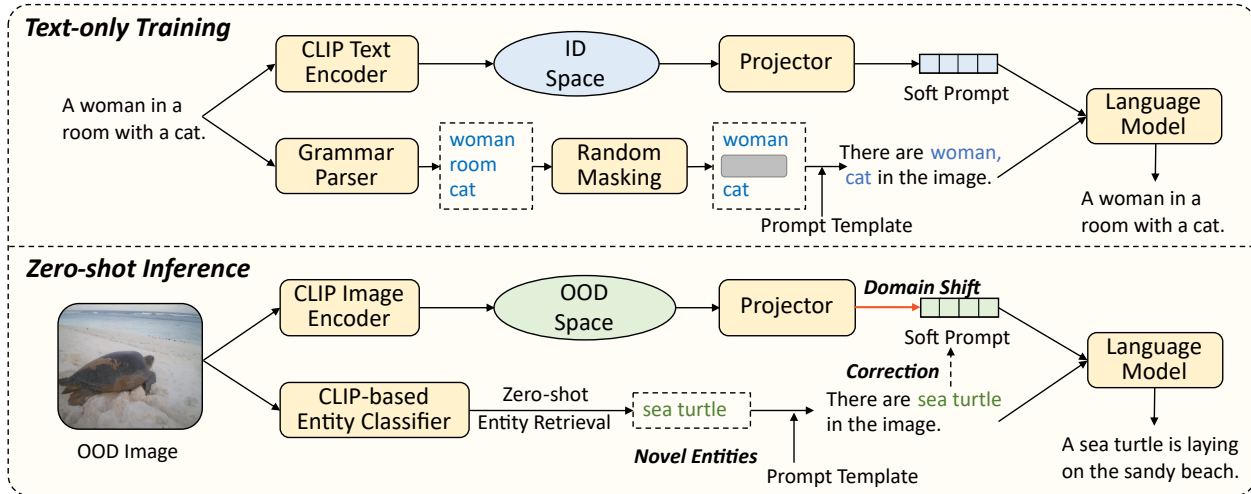 Text-only Training
CLIP Text
Encoder
ID
Space
Projector
Soft Prompt
Language
Model
A woman in a
room with a cat.
Grammar
Parser
woman
room
cat
Random
Masking
woman
cat
There are woman,
cat in the image.
Prompt Template
A woman in a
room with a cat.
Zero-shot Inference
CLIP Image
Encoder
OOD
Space
Projector
Domain Shift
Soft Prompt
Language
Model
Correction
CLIP-based
Entity Classifier
Zero-shot
Entity Retrieval
sea turtle
There are sea turtle
in the image.
OOD Image
Novel Entities
Prompt Template
A sea turtle is laying
on the sandy beach.